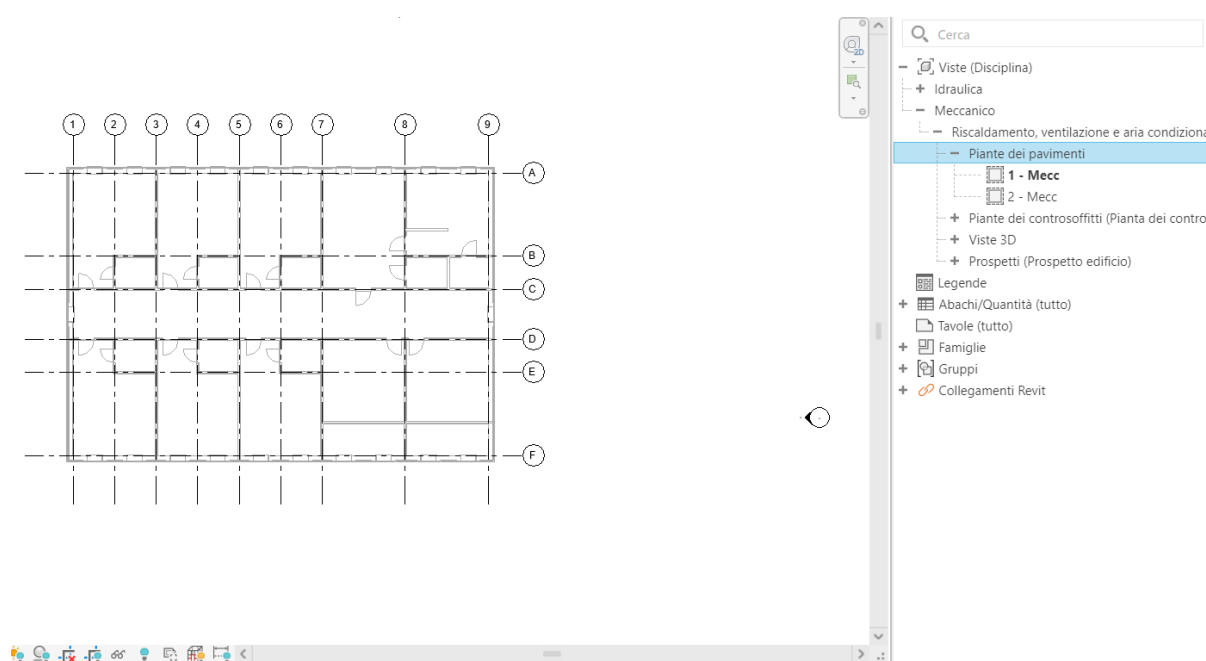 Cerca
Viste (Disciplina)
Idraulica
Meccanico
Riscaldamento, ventilazione e aria condiziona
Piante dei pavimenti
1 - Mecc
2 - Mecc
Piante dei controsoffitti (Pianta dei contro
Viste 3D
Prospetti (Prospetto edificio)
Legende
Abachi/Quantità (tutto)
Tavole (tutto)
Famiglie
Gruppi
Collegamenti Revit
2D
1 2 3 4 5 6 7 8 9
A
B
C
D
E
F